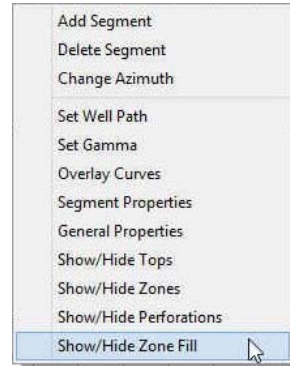 Add Segment
Delete Segment
Change Azimuth
Set Well Path
Set Gamma
Overlay Curves
Segment Properties
General Properties
Show/Hide Tops
Show/Hide Zones
Show/Hide Perforations
Show/Hide Zone Fill